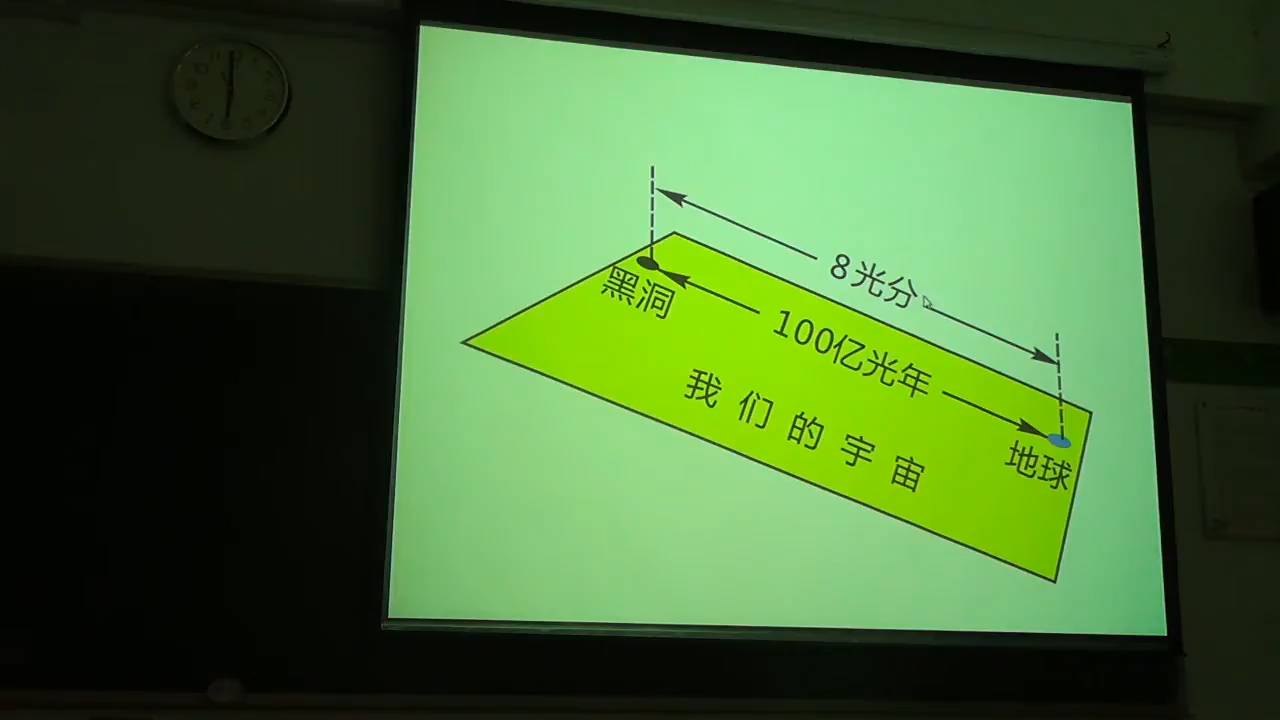 8光分
黑洞
100亿光年
我们的宇宙
地球